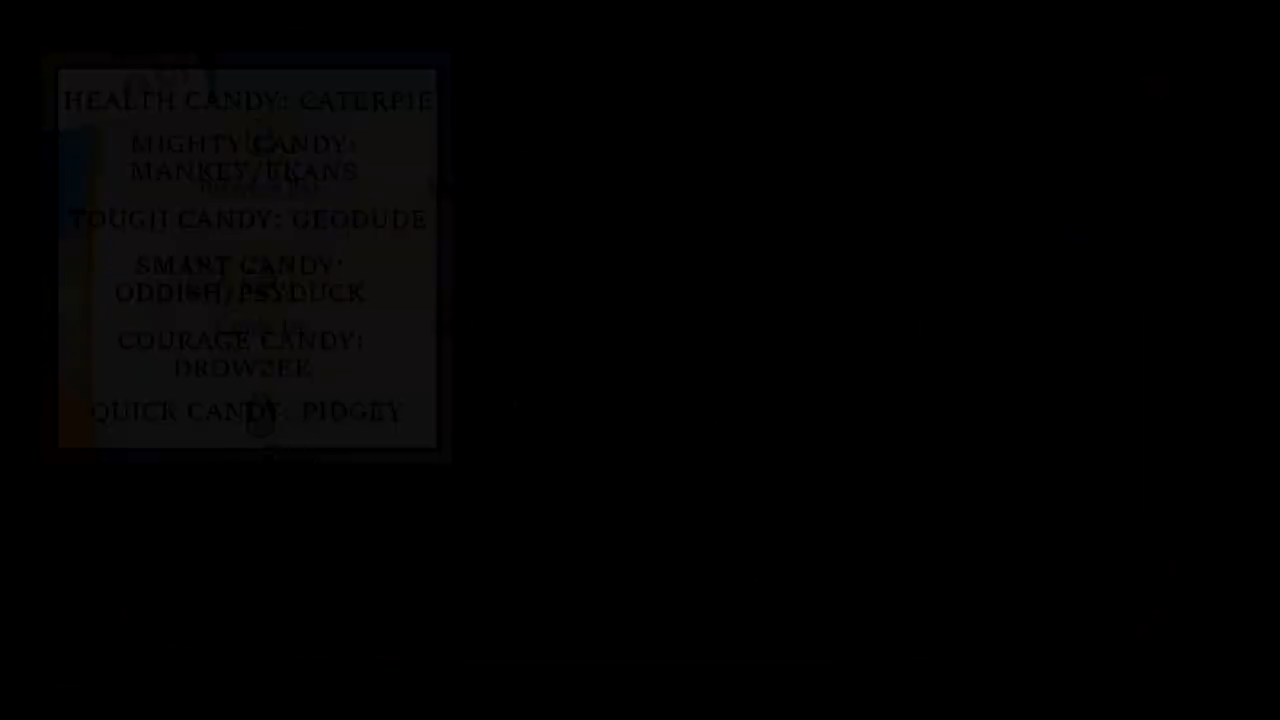 HEALTH CANDY: CATERPIE
MIGHTY CANDY:
MANKEY/EKANS
TOUGH CANDY: GEODUDE
SMART CANDY:
ODDISH/PSYDUCK
COURAGE CANDY:
DROWZEE
QUICK CANDY: PIDGEY